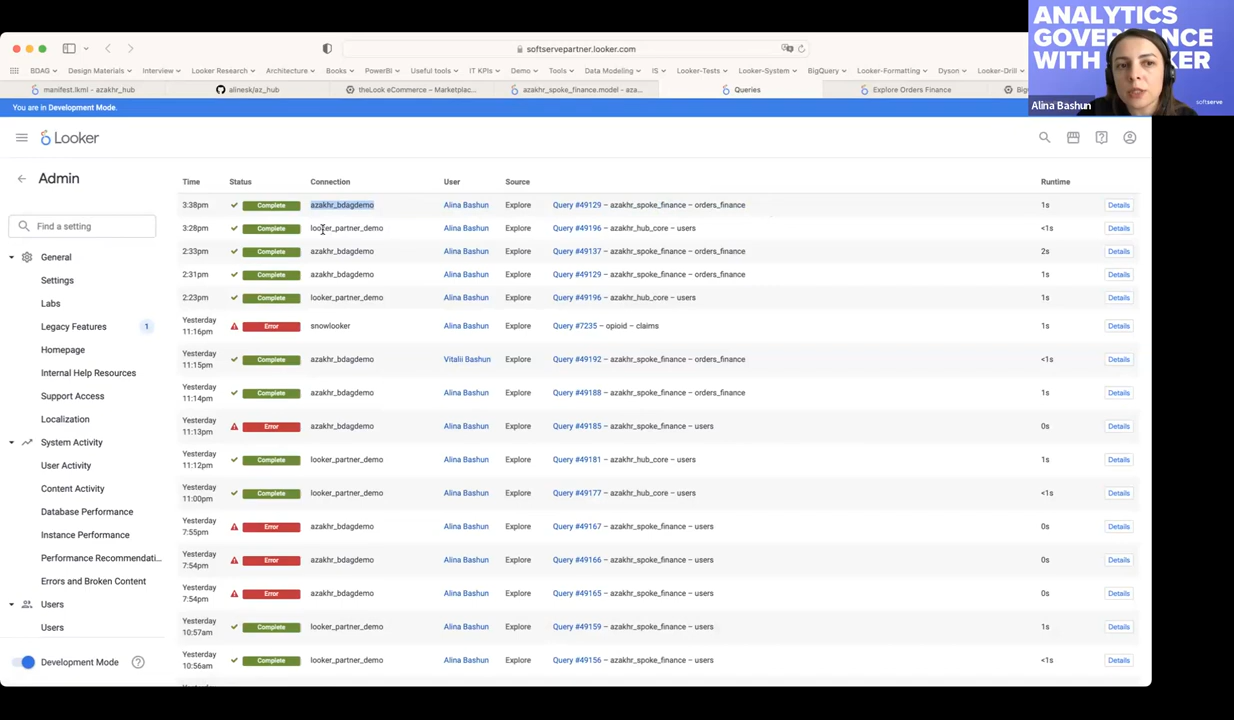 ANALYTICS
GOVERNANCE
WITH LOOKER
Alina Bashun
softserve
softservepartner.looker.com
BDAG
Design Materials
Interview
Looker Research
Architecture
Books
PowerBI
Useful tools
IT KPIs
Demo
Tools
Data Modeling
IS
Looker-Tests
Looker-System
BigQuery
Looker-Formatting
Dyson
Looker-Drill
manifest.lkml - azakhr_hub
alinesk/az_hub
theLook eCommerce – Marketplac...
azakhr_spoke_finance.model - aza...
Queries
Explore Orders Finance
You are in Development Mode.
Looker
Admin
Find a setting
General
Settings
Labs
Legacy Features 1
Homepage
Internal Help Resources
Support Access
Localization
System Activity
User Activity
Content Activity
Database Performance
Instance Performance
Performance Recommendati...
Errors and Broken Content
Users
Users
Development Mode
Time Status Connection User Source Runtime
3:38pm Complete azakhr_bdagdemo Alina Bashun Explore Query #49129 – azakhr_spoke_finance – orders_finance 1s Details
3:28pm Complete looker_partner_demo Alina Bashun Explore Query #49196 – azakhr_hub_core – users <1s Details
2:33pm Complete azakhr_bdagdemo Alina Bashun Explore Query #49137 – azakhr_spoke_finance – orders_finance 2s Details
2:31pm Complete azakhr_bdagdemo Alina Bashun Explore Query #49129 – azakhr_spoke_finance – orders_finance 1s Details
2:23pm Complete looker_partner_demo Alina Bashun Explore Query #49196 – azakhr_hub_core – users 1s Details
Yesterday 11:16pm Error snowlooker Alina Bashun Explore Query #7235 – opioid – claims 1s Details
Yesterday 11:15pm Complete azakhr_bdagdemo Vitalii Bashun Explore Query #49192 – azakhr_spoke_finance – orders_finance <1s Details
Yesterday 11:14pm Complete azakhr_bdagdemo Alina Bashun Explore Query #49188 – azakhr_spoke_finance – orders_finance 1s Details
Yesterday 11:13pm Error azakhr_bdagdemo Alina Bashun Explore Query #49185 – azakhr_spoke_finance – users 0s Details
Yesterday 11:12pm Complete looker_partner_demo Alina Bashun Explore Query #49181 – azakhr_hub_core – users 1s Details
Yesterday 11:00pm Complete looker_partner_demo Alina Bashun Explore Query #49177 – azakhr_hub_core – users <1s Details
Yesterday 7:55pm Error azakhr_bdagdemo Alina Bashun Explore Query #49167 – azakhr_spoke_finance – users 0s Details
Yesterday 7:54pm Error azakhr_bdagdemo Alina Bashun Explore Query #49166 – azakhr_spoke_finance – users 0s Details
Yesterday 7:54pm Error azakhr_bdagdemo Alina Bashun Explore Query #49165 – azakhr_spoke_finance – users 0s Details
Yesterday 10:57am Complete looker_partner_demo Alina Bashun Explore Query #49159 – azakhr_spoke_finance – users 1s Details
Yesterday 10:56am Complete looker_partner_demo Alina Bashun Explore Query #49156 – azakhr_spoke_finance – users <1s Details